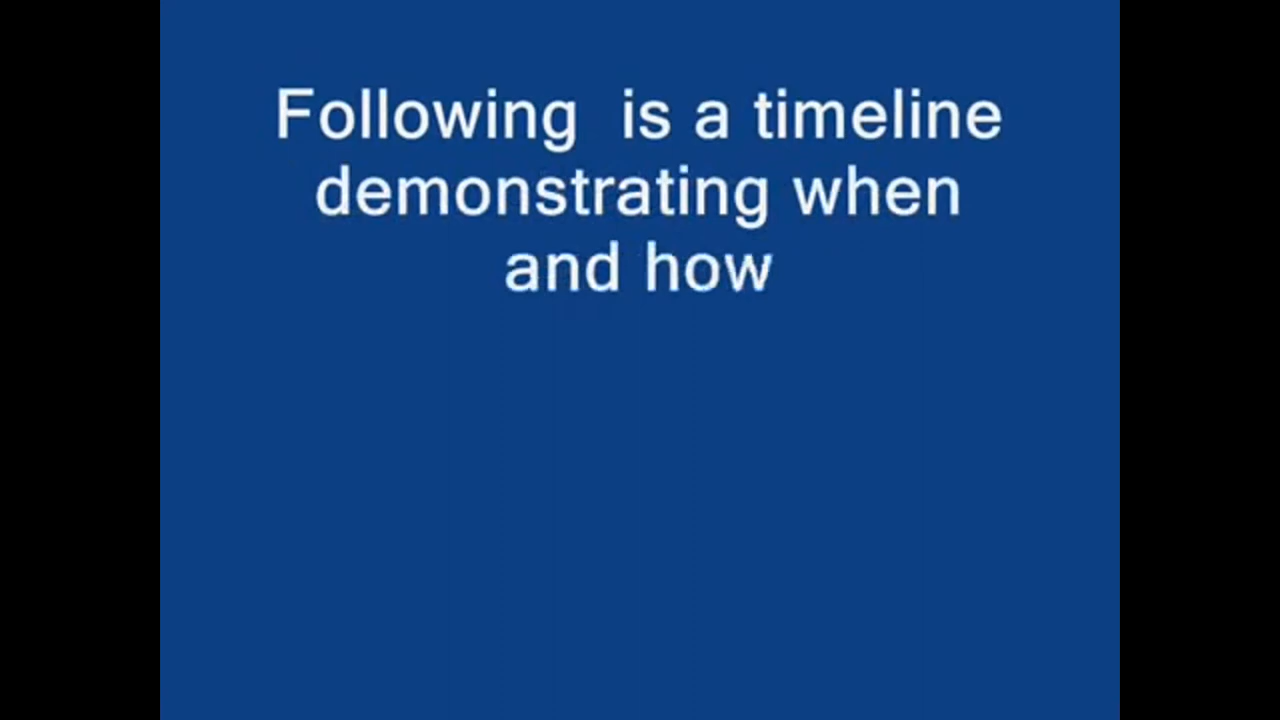 Following  is a timeline
demonstrating when
and how